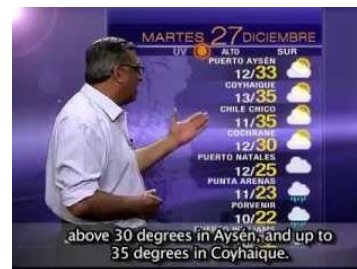 MARTES 27 DICIEMBRE
UV ALTO SUR
PUERTO AYSÉN
12/33
COYHAIQUE
13/35
CHILE CHICO
11/35
COCHRANE
12/30
PUERTO NATALES
12/25
PUNTA ARENAS
11/23
PORVENIR
10/22
above 30 degrees in Aysén, and up to
35 degrees in Coyhaique.